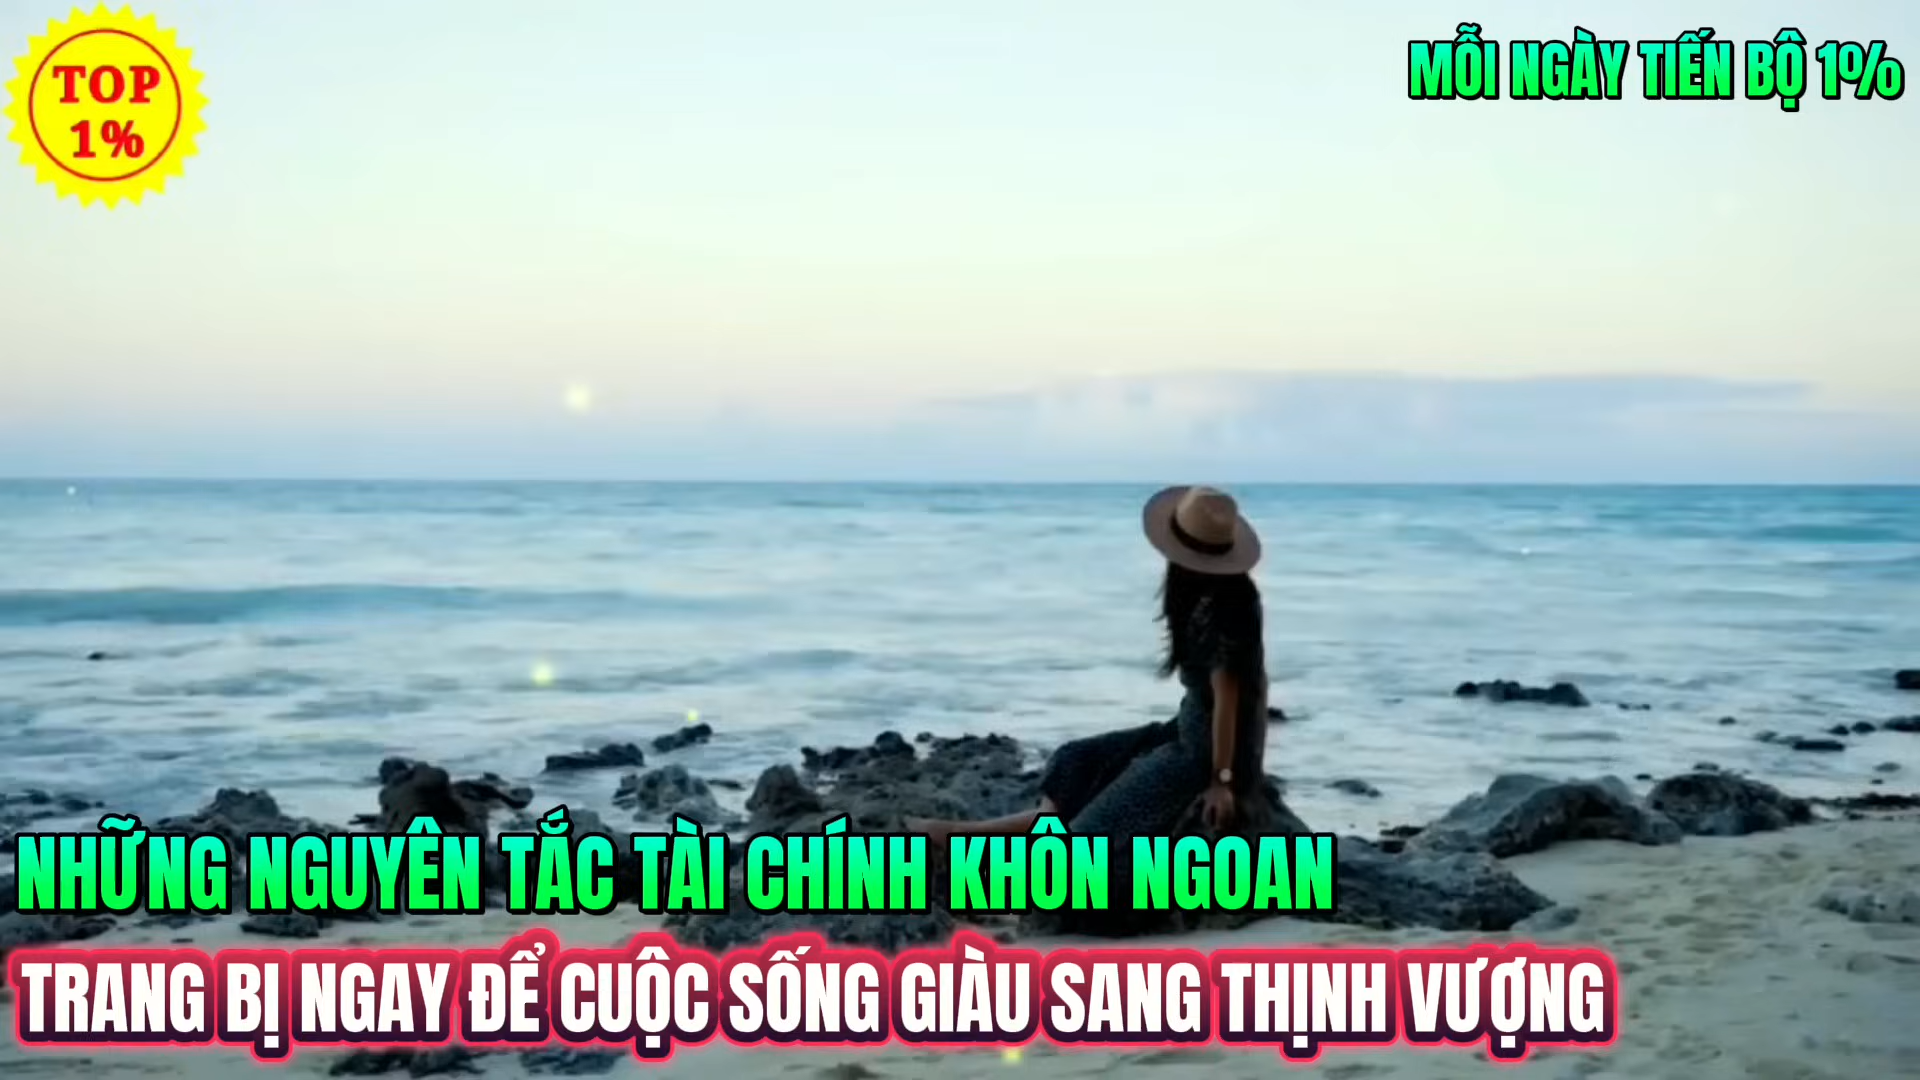 TOP
1%
MỖI NGÀY TIẾN BỘ 1%
NHỮNG NGUYÊN TẮC TÀI CHÍNH KHÔN NGOAN
TRANG BỊ NGAY ĐỂ CUỘC SỐNG GIÀU SANG THỊNH VƯỢNG